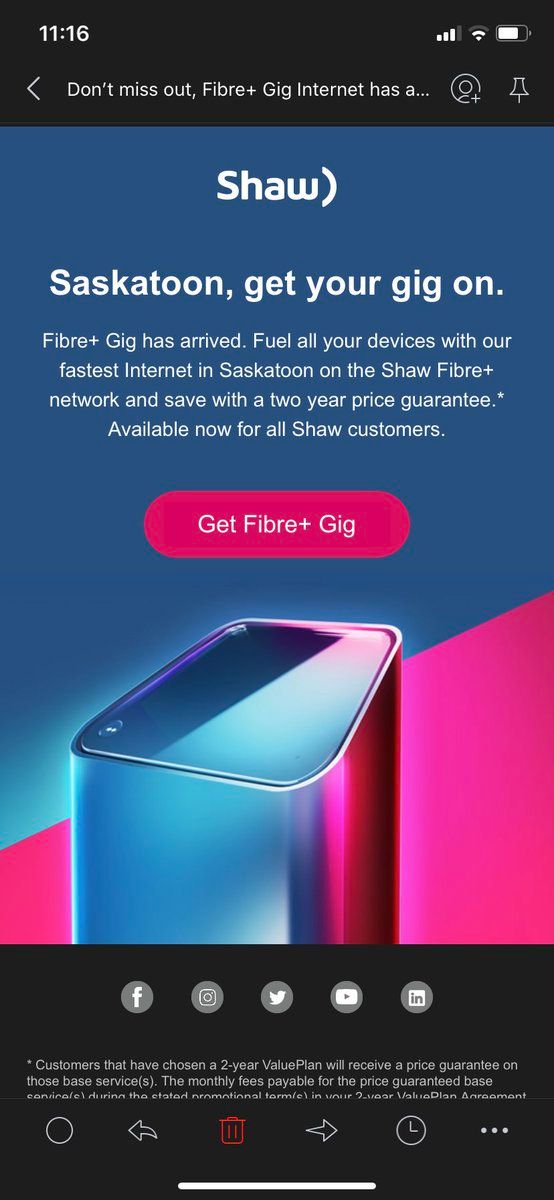 11:16
Don't miss out, Fibre+ Gig Internet has a...
Shaw)
Saskatoon, get your gig on.
Fibre+ Gig has arrived. Fuel all your devices with our
fastest Internet in Saskatoon on the Shaw Fibre+
network and save with a two year price guarantee.*
Available now for all Shaw customers.
Get Fibre+ Gig
* Customers that have chosen a 2-year ValuePlan will receive a price guarantee on
those base service(s). The monthly fees payable for the price guaranteed base
service(s) during the stated promotional term(s) in your 2-year ValuePlan Agreement